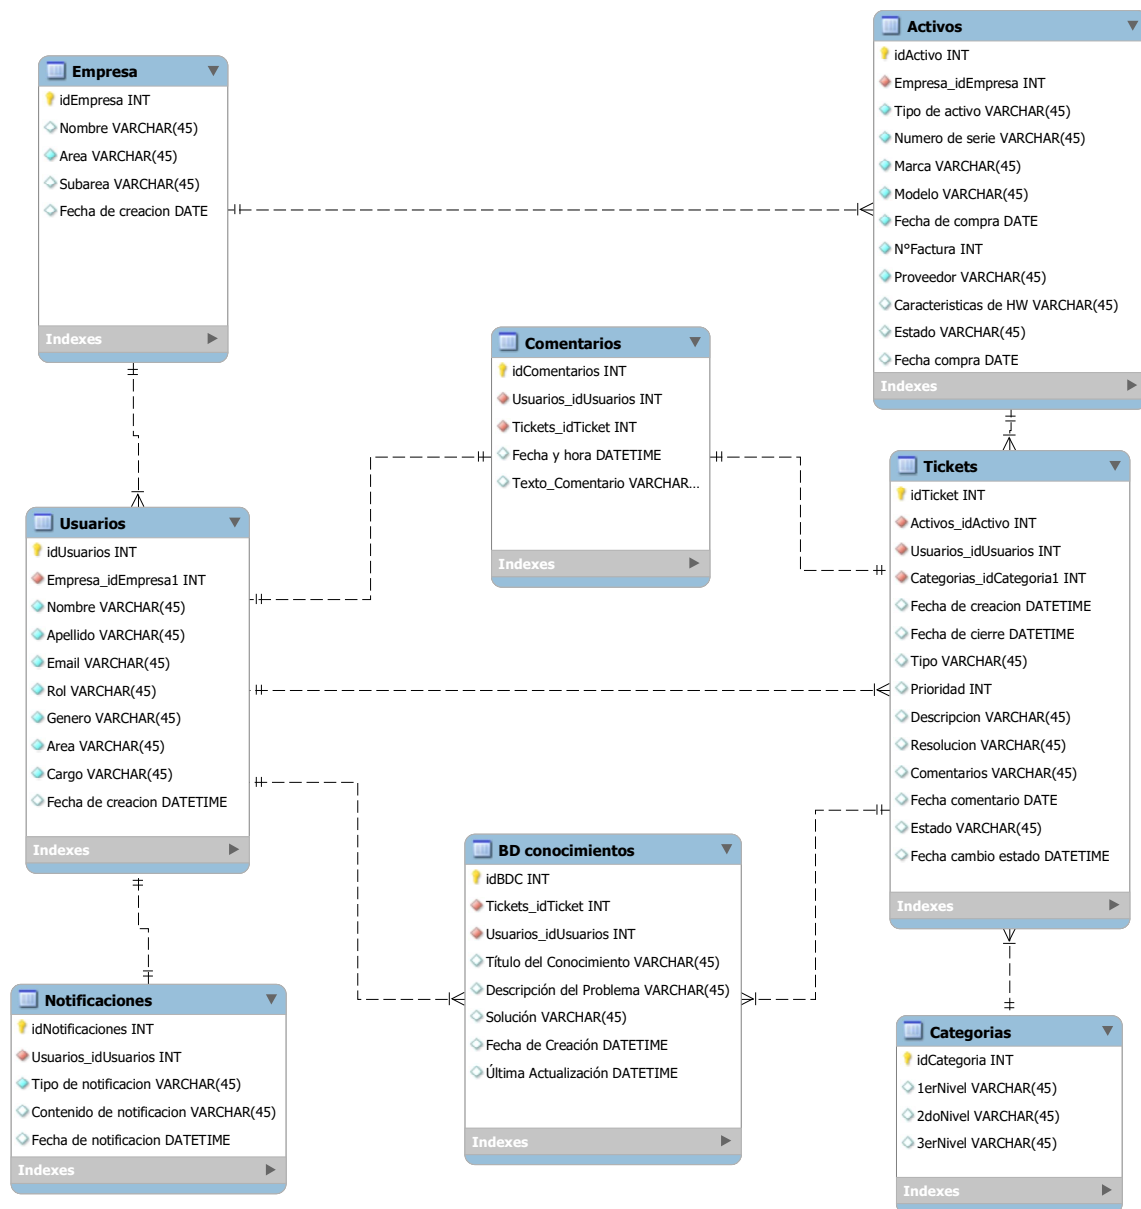 Empresa
idEmpresa INT
Nombre VARCHAR(45)
Area VARCHAR(45)
Subarea VARCHAR(45)
Fecha de creacion DATE
Indexes
Activos
idActivo INT
Empresa_idEmpresa INT
Tipo de activo VARCHAR(45)
Numero de serie VARCHAR(45)
Marca VARCHAR(45)
Modelo VARCHAR(45)
Fecha de compra DATE
N°Factura INT
Proveedor VARCHAR(45)
Caracteristicas de HW VARCHAR(45)
Estado VARCHAR(45)
Fecha compra DATE
Indexes
Comentarios
idComentarios INT
Usuarios_idUsuarios INT
Tickets_idTicket INT
Fecha y hora DATETIME
Texto_Comentario VARCHAR...
Indexes
Usuarios
idUsuarios INT
Empresa_idEmpresa1 INT
Nombre VARCHAR(45)
Apellido VARCHAR(45)
Email VARCHAR(45)
Rol VARCHAR(45)
Genero VARCHAR(45)
Area VARCHAR(45)
Cargo VARCHAR(45)
Fecha de creacion DATETIME
Indexes
Tickets
idTicket INT
Activos_idActivo INT
Usuarios_idUsuarios INT
Categorias_idCategoria1 INT
Fecha de creacion DATETIME
Fecha de cierre DATETIME
Tipo VARCHAR(45)
Prioridad INT
Descripcion VARCHAR(45)
Resolucion VARCHAR(45)
Comentarios VARCHAR(45)
Fecha comentario DATE
Estado VARCHAR(45)
Fecha cambio estado DATETIME
Indexes
BD conocimientos
idBDC INT
Tickets_idTicket INT
Usuarios_idUsuarios INT
Título del Conocimiento VARCHAR(45)
Descripción del Problema VARCHAR(45)
Solución VARCHAR(45)
Fecha de Creación DATETIME
Última Actualización DATETIME
Indexes
Notificaciones
idNotificaciones INT
Usuarios_idUsuarios INT
Tipo de notificacion VARCHAR(45)
Contenido de notificacion VARCHAR(45)
Fecha de notificacion DATETIME
Indexes
Categorias
idCategoria INT
1erNivel VARCHAR(45)
2doNivel VARCHAR(45)
3erNivel VARCHAR(45)
Indexes